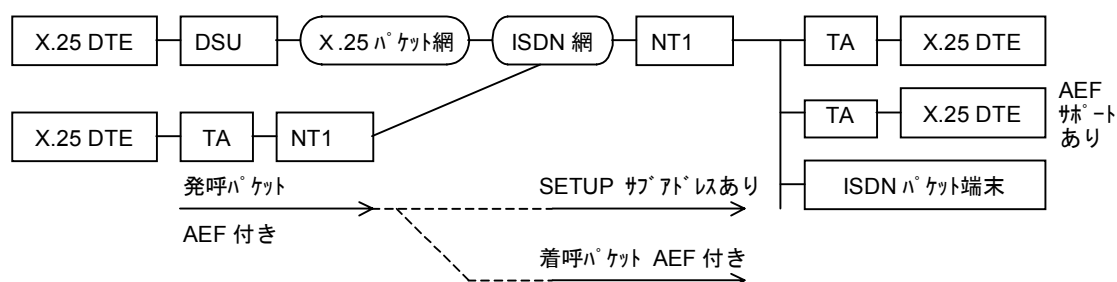 X.25 DTE
DSU
X.25 ﾊﾟｹｯﾄ網
ISDN 網
NT1
TA
X.25 DTE
X.25 DTE
TA
NT1
TA
X.25 DTE
AEF
ｻﾎﾟｰﾄ
あり
ISDN ﾊﾟｹｯﾄ端末
発呼ﾊﾟｹｯﾄ
AEF 付き
SETUP ｻﾌﾞｱﾄﾞﾚｽあり
着呼ﾊﾟｹｯﾄ AEF 付き